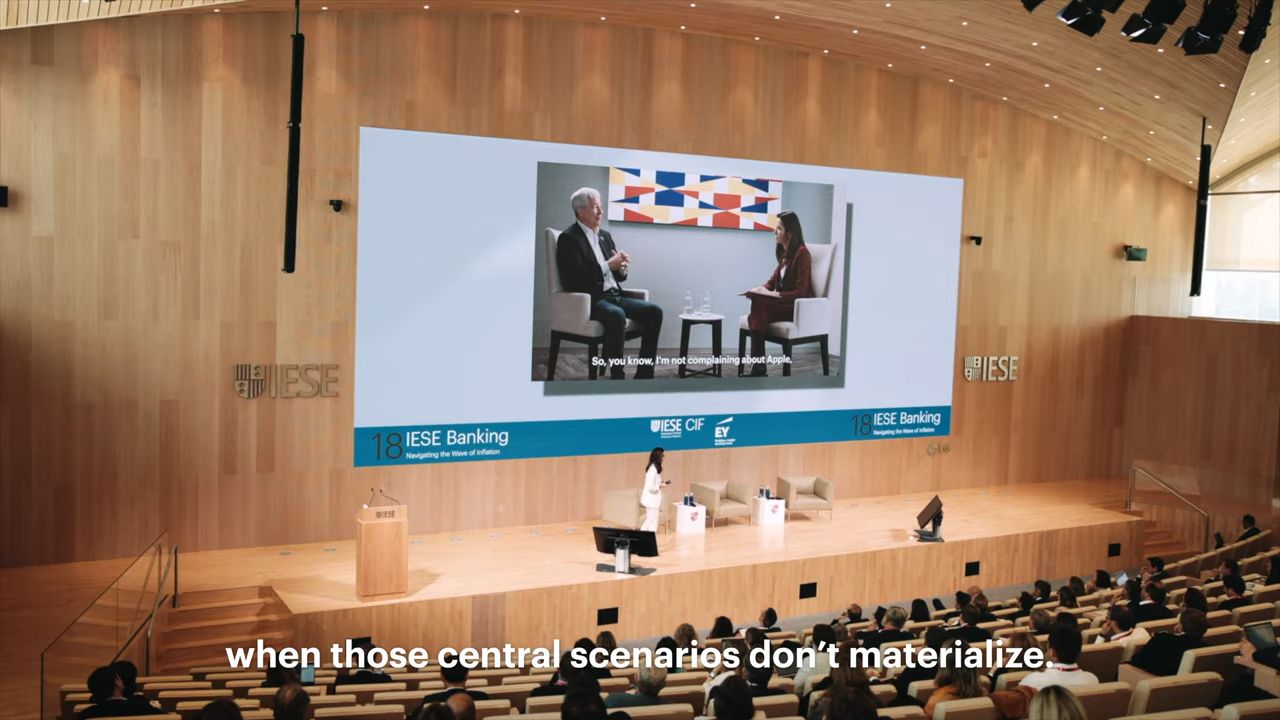 So, you know, I'm not complaining about Apple,
IESE
IESE
18 IESE Banking
Navigating the Wave of Inflation
IESE CIF
EY
18 IESE Banking
Navigating the Wave of Inflation
IESE
when those central scenarios don't materialize.